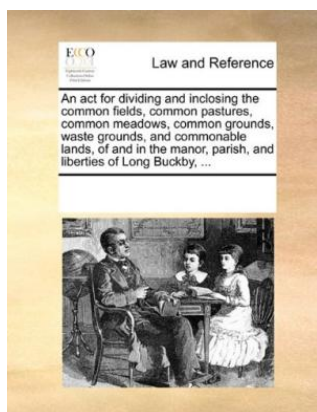 ECCO
Law and Reference
An act for dividing and inclosing the
common fields, common pastures,
common meadows, common grounds,
waste grounds, and commonable
lands, of and in the manor, parish, and
liberties of Long Buckby, ...